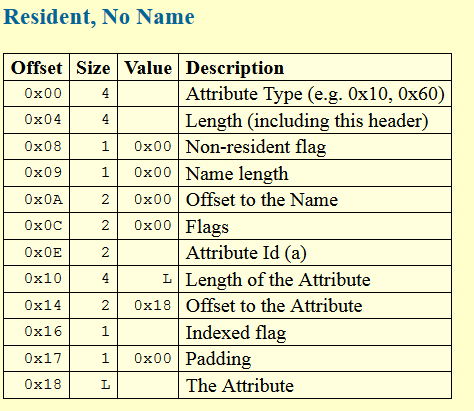 Resident, No Name
Offset Size Value Description
0x00 4 Attribute Type (e.g. 0x10, 0x60)
0x04 4 Length (including this header)
0x08 1 0x00 Non-resident flag
0x09 1 0x00 Name length
0x0A 2 0x00 Offset to the Name
0x0C 2 0x00 Flags
0x0E 2 Attribute Id (a)
0x10 4 L Length of the Attribute
0x14 2 0x18 Offset to the Attribute
0x16 1 Indexed flag
0x17 1 0x00 Padding
0x18 L The Attribute